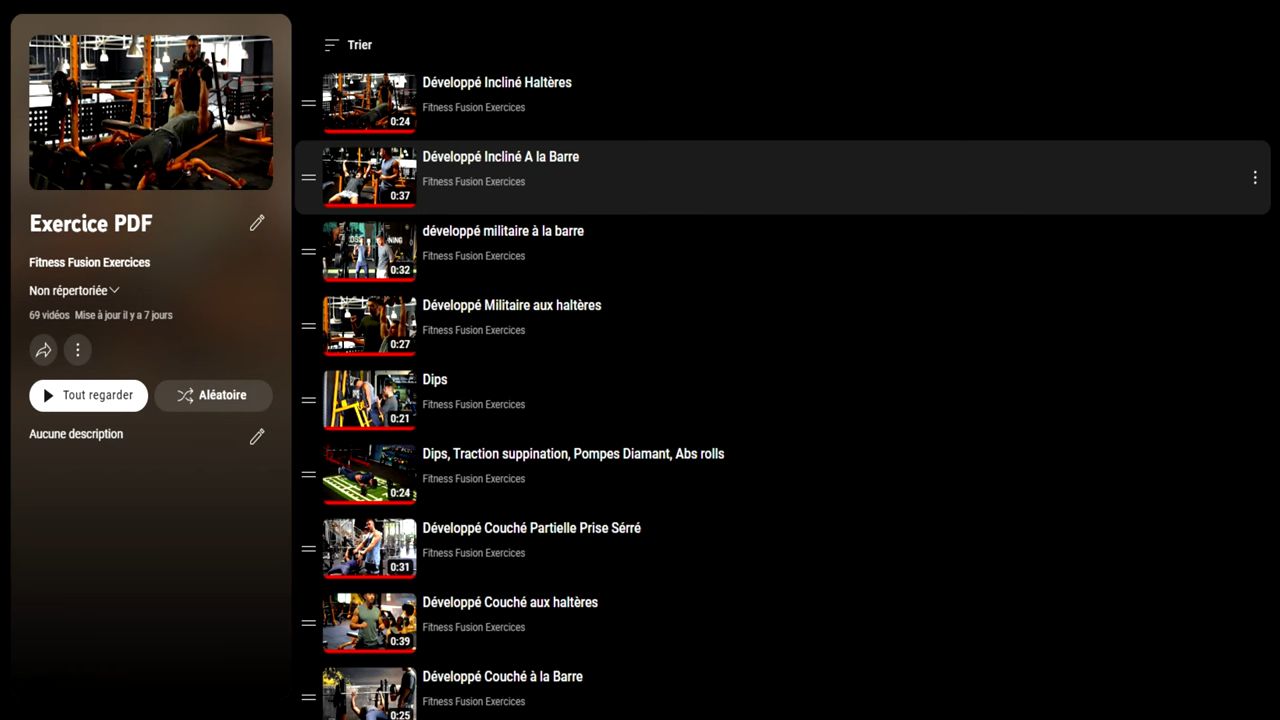 Exercice PDF
Fitness Fusion Exercices
Non répertoriée
69 vidéos Mise à jour il y a 7 jours
Tout regarder
Aléatoire
Aucune description
Trier
Développé Incliné Haltères
Fitness Fusion Exercices
0:24
Développé Incliné A la Barre
Fitness Fusion Exercices
0:37
développé militaire à la barre
Fitness Fusion Exercices
0:32
Développé Militaire aux haltères
Fitness Fusion Exercices
0:27
Dips
Fitness Fusion Exercices
0:21
Dips, Traction suppination, Pompes Diamant, Abs rolls
Fitness Fusion Exercices
0:24
Développé Couché Partielle Prise Sérré
Fitness Fusion Exercices
0:31
Développé Couché aux haltères
Fitness Fusion Exercices
0:39
Développé Couché à la Barre
Fitness Fusion Exercices
0:25